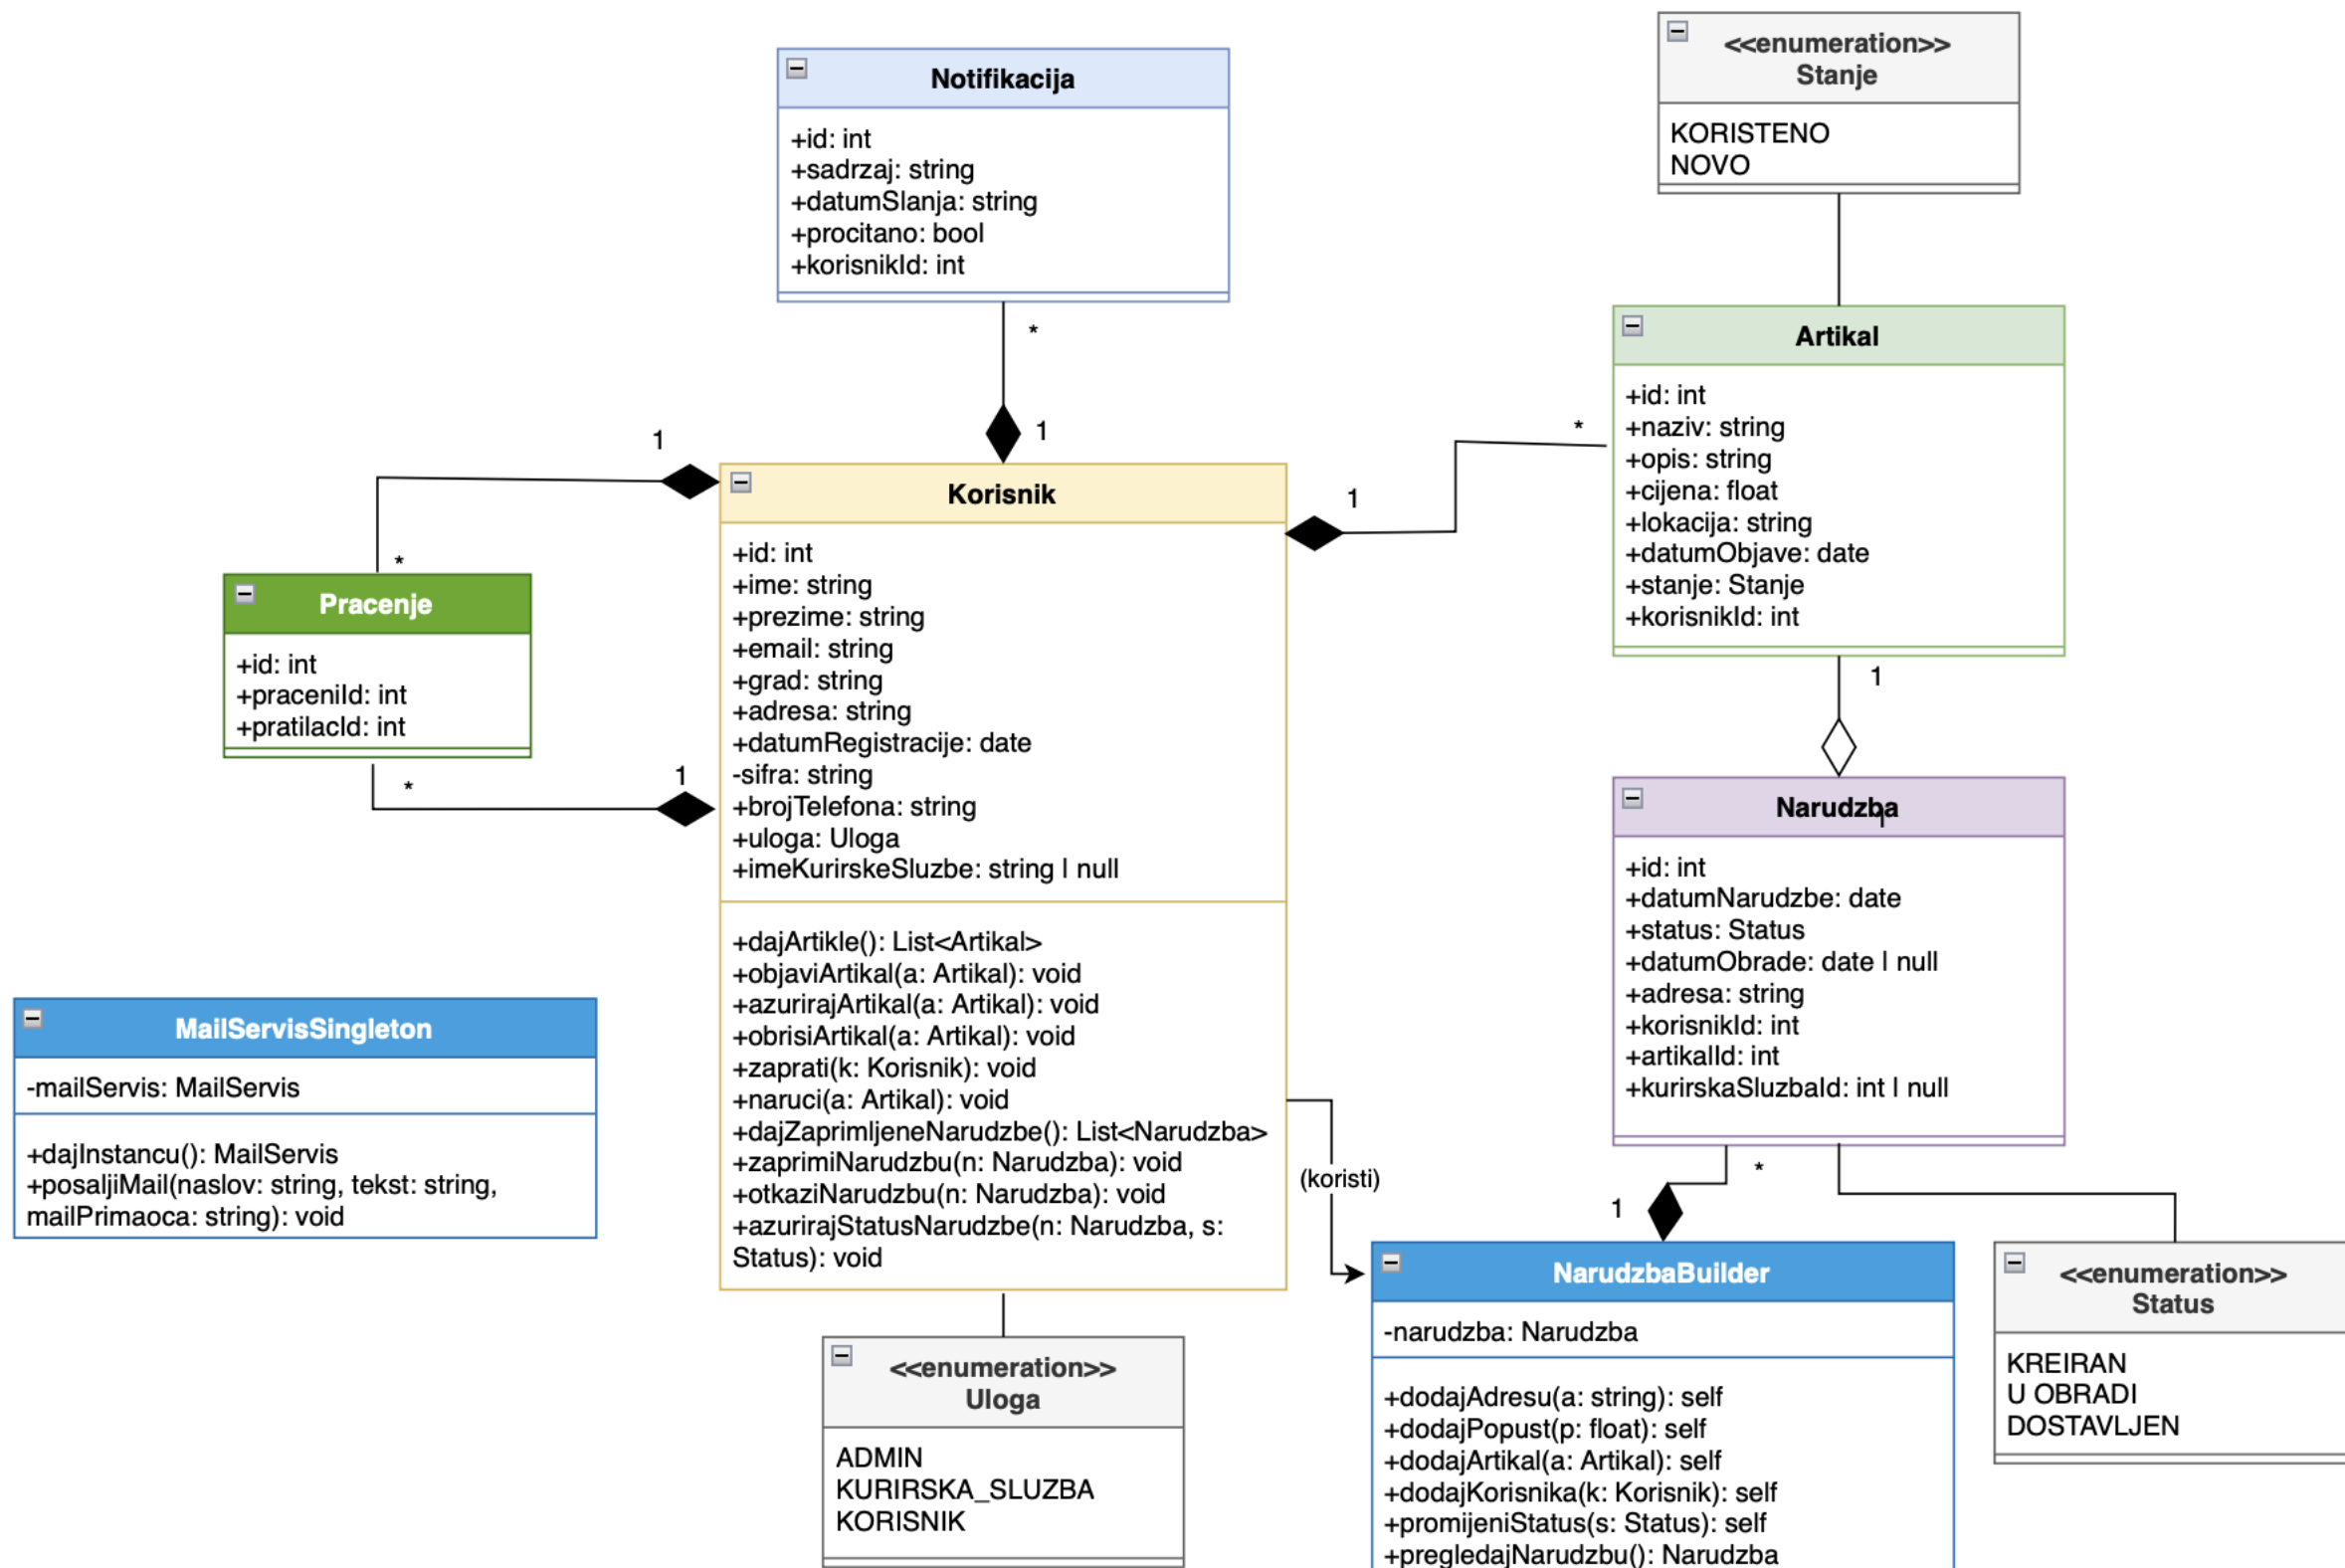 Notifikacija
+id: int
+sadrzaj: string
+datumSlanja: string
+procitano: bool
+korisnikId: int
*
1
<<enumeration>>
Stanje
KORISTENO
NOVO
Artikal
+id: int
+naziv: string
+opis: string
+cijena: float
+lokacija: string
+datumObjave: date
+stanje: Stanje
+korisnikId: int
1
*
1
*
Pracenje
+id: int
+praceniId: int
+pratilacId: int
*
1
Korisnik
+id: int
+ime: string
+prezime: string
+email: string
+grad: string
+adresa: string
+datumRegistracije: date
-sifra: string
+brojTelefona: string
+uloga: Uloga
+imeKurirskeSluzbe: string | null
+dajArtikle(): List<Artikal>
+objaviArtikal(a: Artikal): void
+azurirajArtikal(a: Artikal): void
+obrisiArtikal(a: Artikal): void
+zaprati(k: Korisnik): void
+naruci(a: Artikal): void
+dajZaprimljeneNarudzbe(): List<Narudzba>
+zaprimiNarudzbu(n: Narudzba): void
+otkaziNarudzbu(n: Narudzba): void
+azurirajStatusNarudzbe(n: Narudzba, s:
Status): void
1
Narudzba
+id: int
+datumNarudzbe: date
+status: Status
+datumObrade: date | null
+adresa: string
+korisnikId: int
+artikalId: int
+kurirskaSluzbaId: int | null
MailServisSingleton
-mailServis: MailServis
+dajInstancu(): MailServis
+posaljiMail(naslov: string, tekst: string,
mailPrimaoca: string): void
(koristi)
*
1
NarudzbaBuilder
-narudzba: Narudzba
+dodajAdresu(a: string): self
+dodajPopust(p: float): self
+dodajArtikal(a: Artikal): self
+dodajKorisnika(k: Korisnik): self
+promijeniStatus(s: Status): self
+pregledajNarudzbu(): Narudzba
<<enumeration>>
Status
KREIRAN
U OBRADI
DOSTAVLJEN
<<enumeration>>
Uloga
ADMIN
KURIRSKA_SLUZBA
KORISNIK